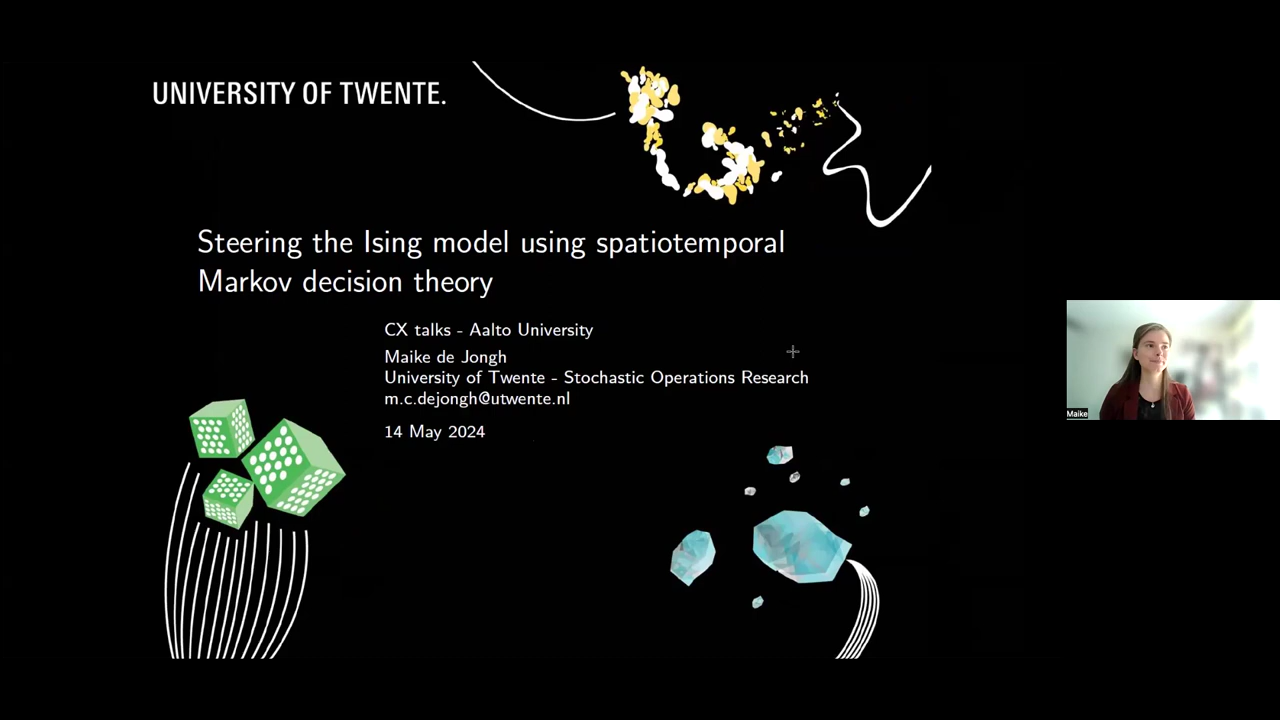 UNIVERSITY OF TWENTE.
Steering the Ising model using spatiotemporal
Markov decision theory
CX talks - Aalto University
Maike de Jongh
University of Twente - Stochastic Operations Research
m.c.dejongh@utwente.nl
14 May 2024
Maike